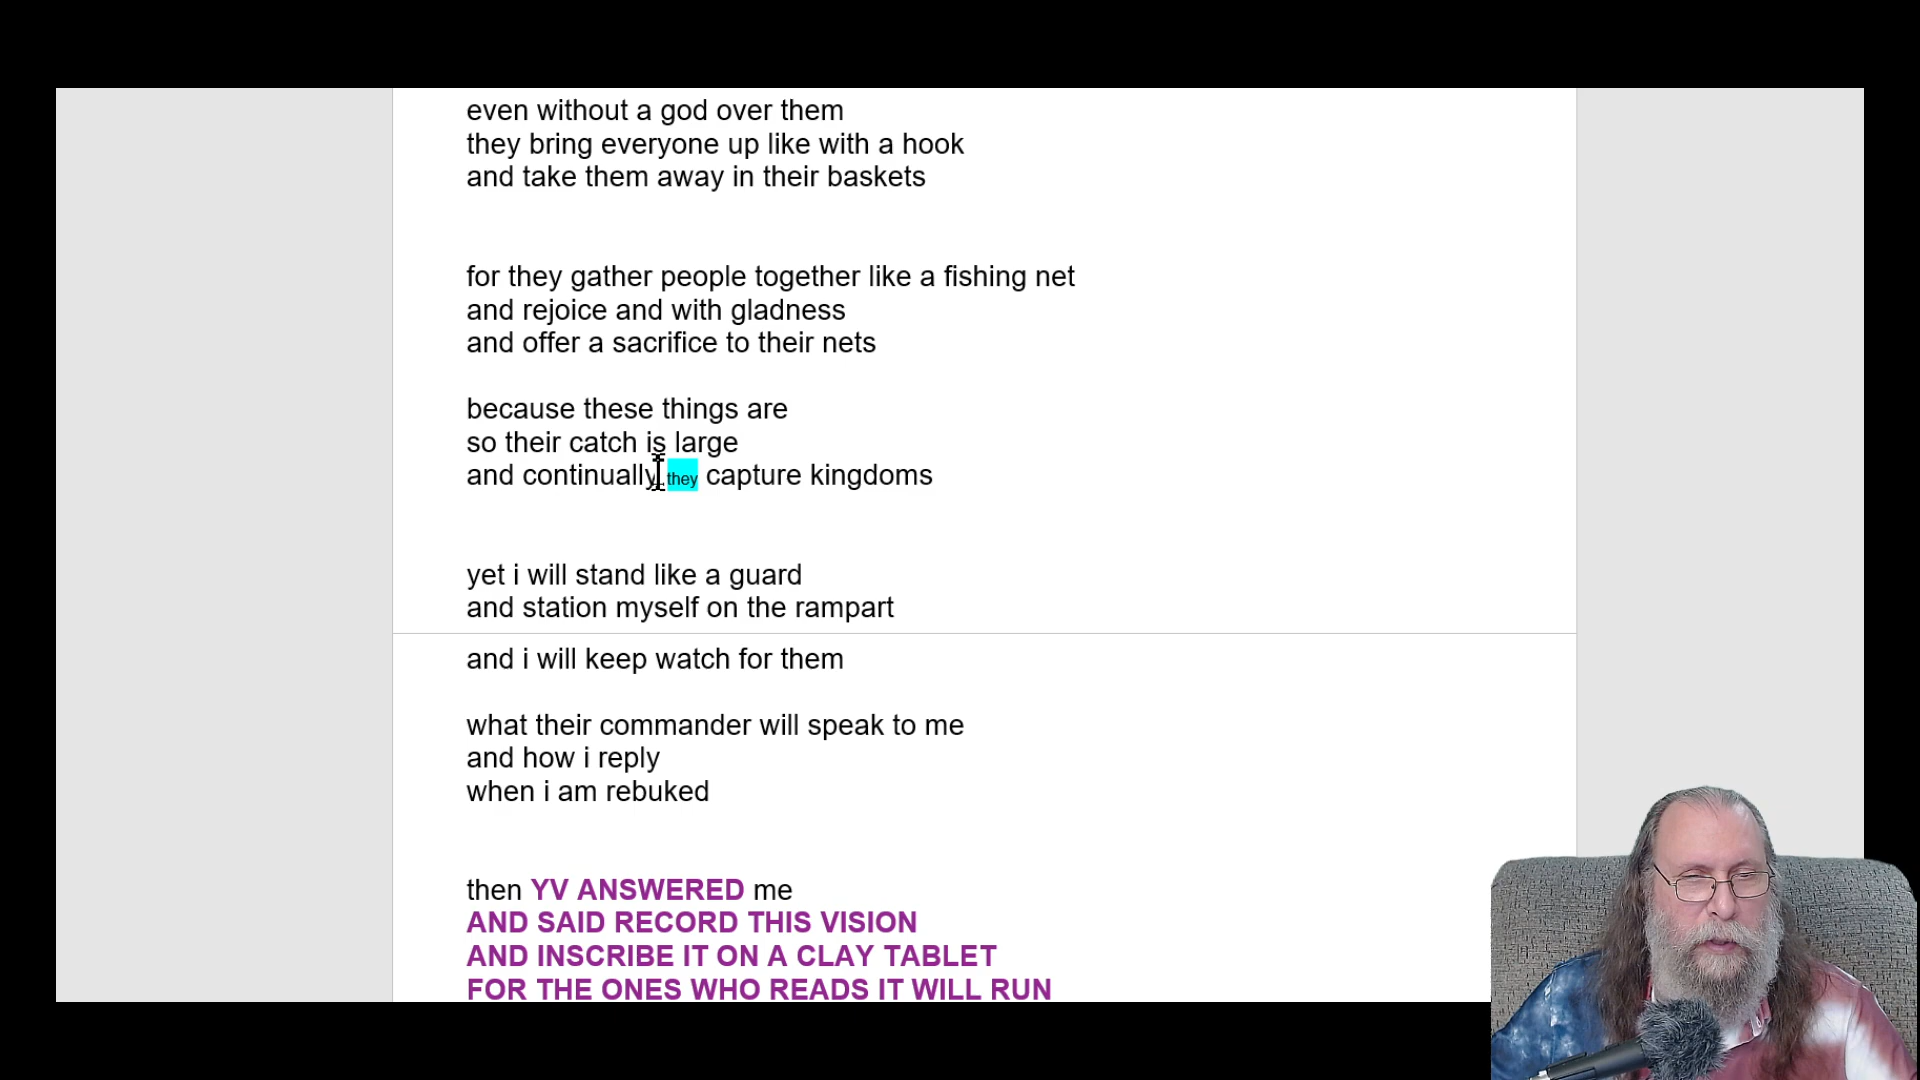 even without a god over them
they bring everyone up like with a hook
and take them away in their baskets
for they gather people together like a fishing net
and rejoice and with gladness
and offer a sacrifice to their nets
because these things are
so their catch is large
and continually they capture kingdoms
yet i will stand like a guard
and station myself on the rampart
and i will keep watch for them
what their commander will speak to me
and how i reply
when i am rebuked
then YV ANSWERED me
AND SAID RECORD THIS VISION
AND INSCRIBE IT ON A CLAY TABLET
FOR THE ONES WHO READS IT WILL RUN